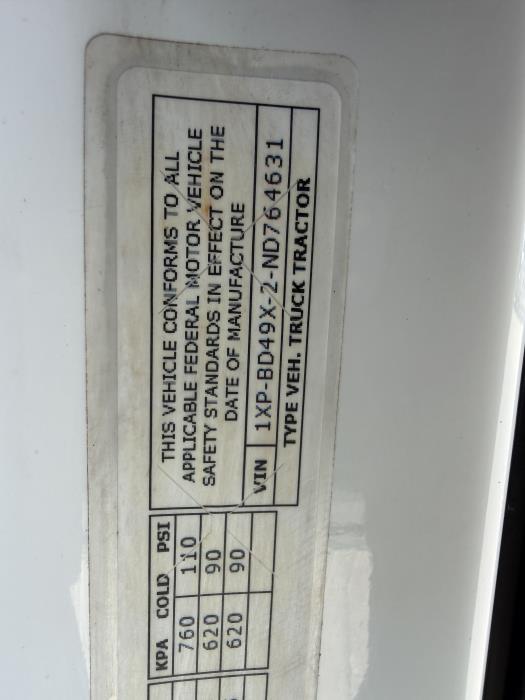 THIS VEHICLE CONFORMS TO ALL
APPLICABLE FEDERAL MOTOR VEHICLE
SAFETY STANDARDS IN EFFECT ON THE
DATE OF MANUFACTURE
VIN 1XP-BD49X-2-ND764631
TYPE VEH. TRUCK TRACTOR
KPA COLD PSI
760 110
620 90
620 90